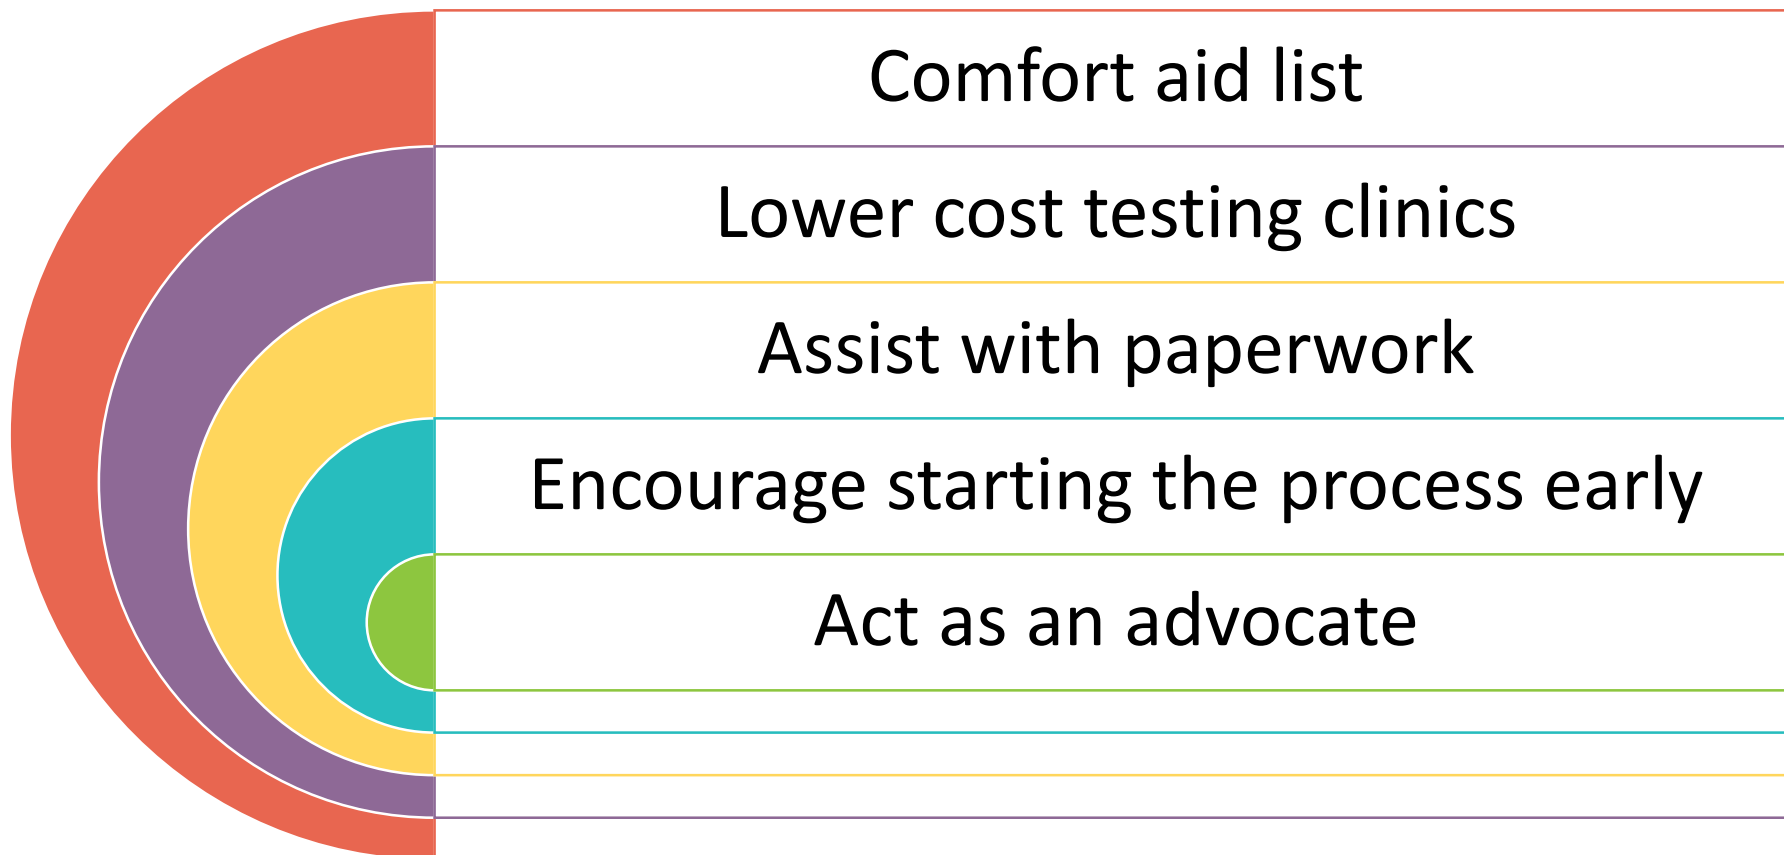 Comfort aid list
Lower cost testing clinics
Assist with paperwork
Encourage starting the process early
Act as an advocate